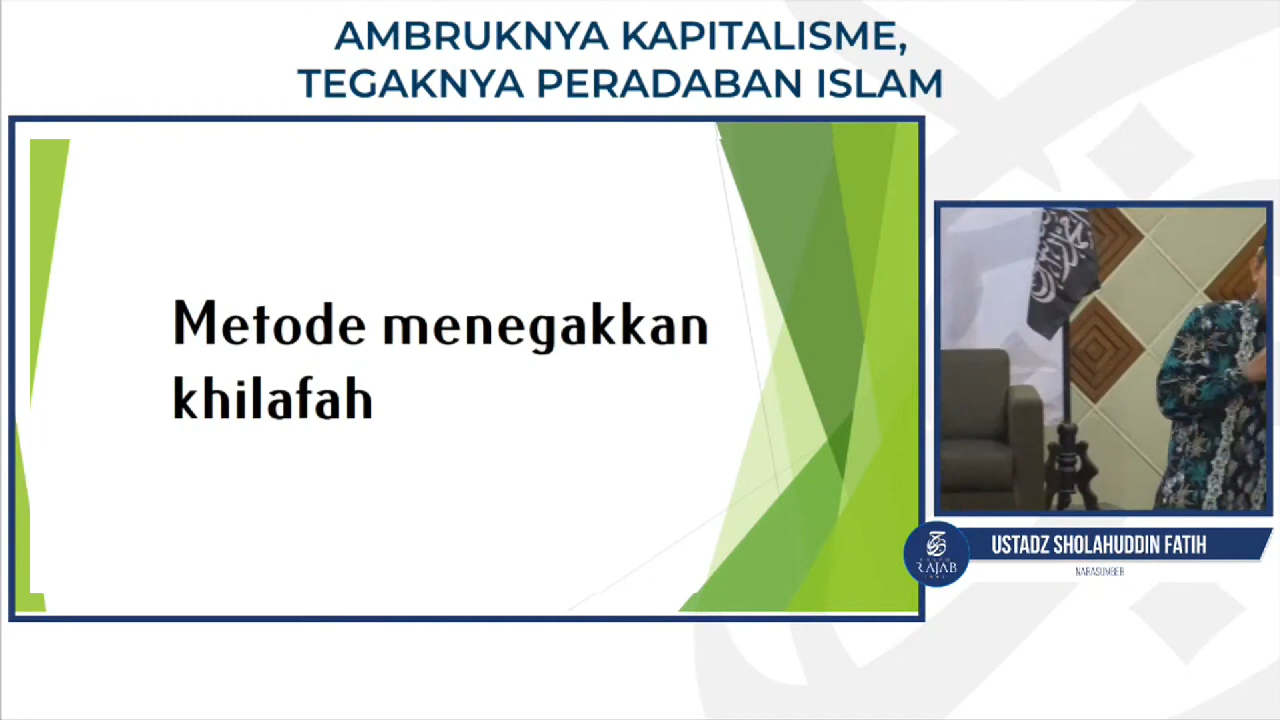 AMBRUKNYA KAPITALISME,
TEGAKNYA PERADABAN ISLAM
Metode menegakkan
khilafah
USTADZ SHOLAHUDDIN FATIH
NARASUMBER
RAJAB